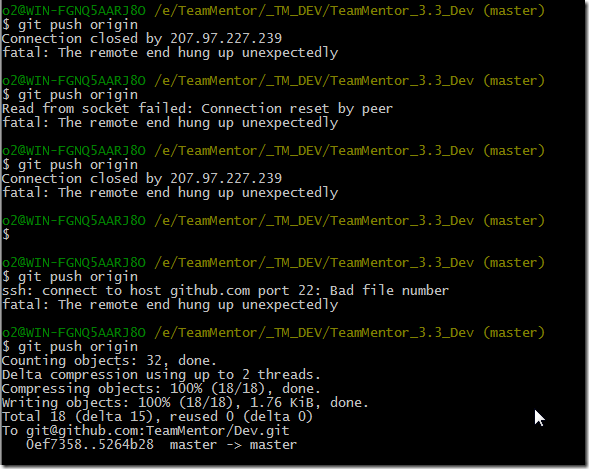 o2@WIN-FGNQ5AARJ8O /e/TeamMentor/_TM_DEV/TeamMentor_3.3_Dev (master)
$ git push origin
Connection closed by 207.97.227.239
fatal: The remote end hung up unexpectedly
o2@WIN-FGNQ5AARJ8O /e/TeamMentor/_TM_DEV/TeamMentor_3.3_Dev (master)
$ git push origin
Read from socket failed: Connection reset by peer
fatal: The remote end hung up unexpectedly
o2@WIN-FGNQ5AARJ8O /e/TeamMentor/_TM_DEV/TeamMentor_3.3_Dev (master)
$ git push origin
Connection closed by 207.97.227.239
fatal: The remote end hung up unexpectedly
o2@WIN-FGNQ5AARJ8O /e/TeamMentor/_TM_DEV/TeamMentor_3.3_Dev (master)
$
o2@WIN-FGNQ5AARJ8O /e/TeamMentor/_TM_DEV/TeamMentor_3.3_Dev (master)
$ git push origin
ssh: connect to host github.com port 22: Bad file number
fatal: The remote end hung up unexpectedly
o2@WIN-FGNQ5AARJ8O /e/TeamMentor/_TM_DEV/TeamMentor_3.3_Dev (master)
$ git push origin
Counting objects: 32, done.
Delta compression using up to 2 threads.
Compressing objects: 100% (18/18), done.
Writing objects: 100% (18/18), 1.76 KiB, done.
Total 18 (delta 15), reused 0 (delta 0)
To git@github.com:TeamMentor/Dev.git
   0ef7358..5264b28  master -> master